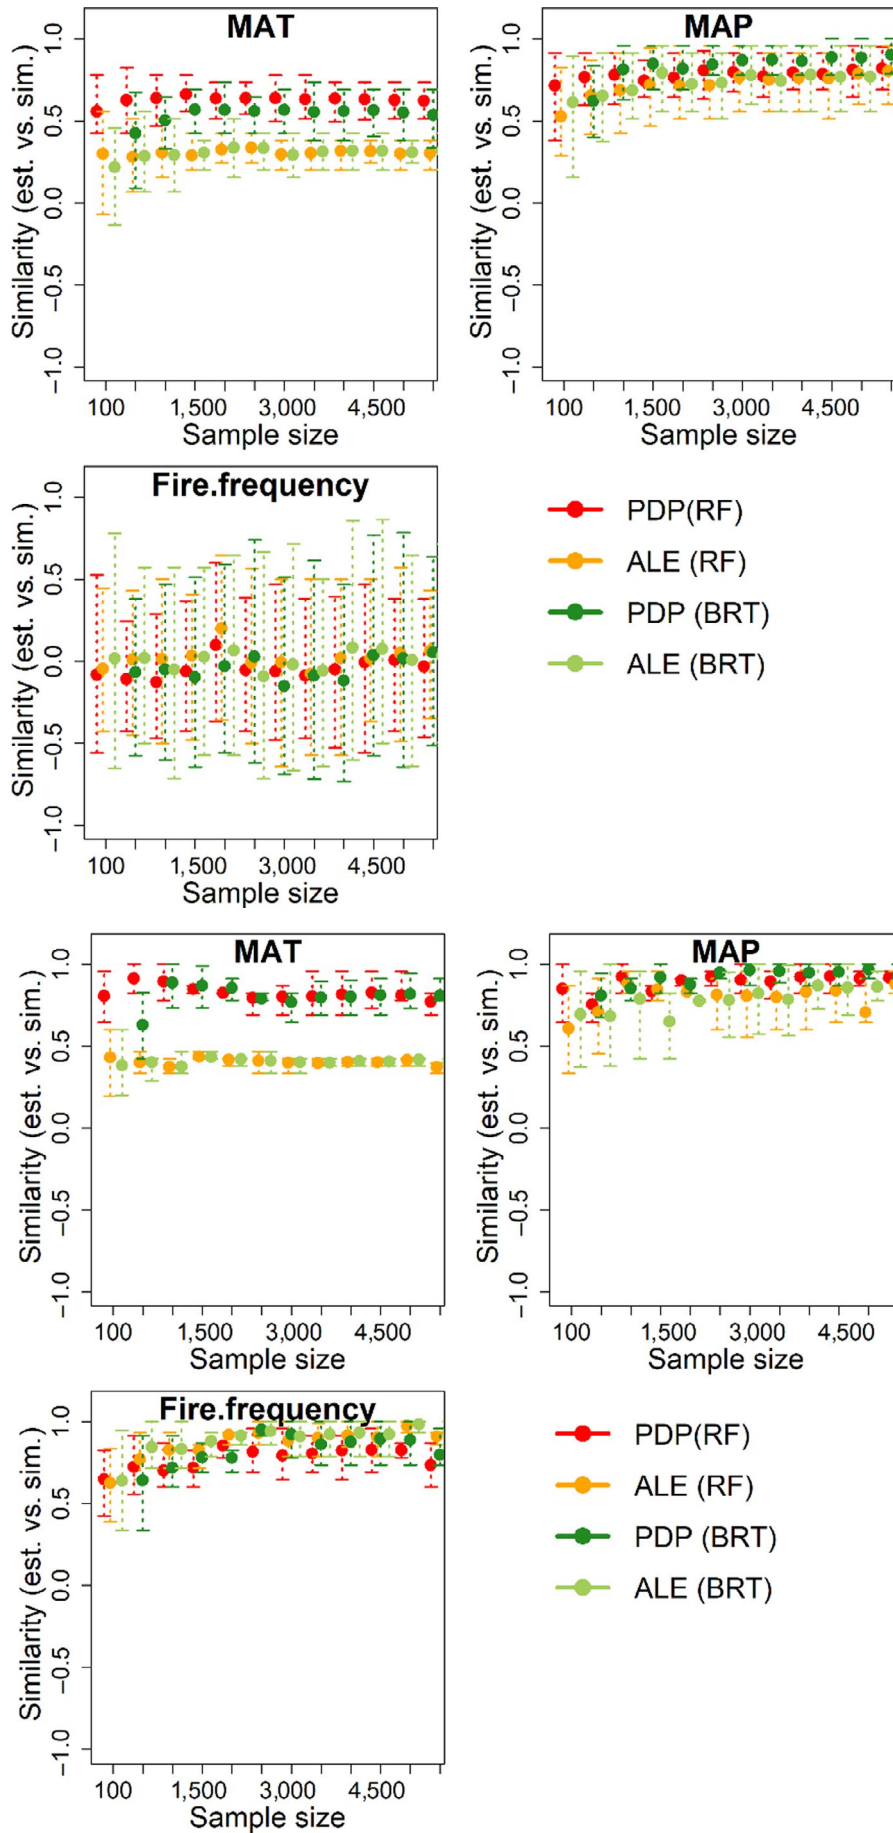 MAT
Similarity (est. vs. sim.)
1.0
0.5
0.0
−0.5
−1.0
100
1,500
3,000
4,500
Sample size
MAP
Similarity (est. vs. sim.)
1.0
0.5
0.0
−0.5
−1.0
100
1,500
3,000
4,500
Sample size
Fire.frequency
Similarity (est. vs. sim.)
1.0
0.5
0.0
−0.5
−1.0
100
1,500
3,000
4,500
Sample size
PDP(RF)
ALE (RF)
PDP (BRT)
ALE (BRT)
MAT
Similarity (est. vs. sim.)
1.0
0.5
0.0
−0.5
−1.0
100
1,500
3,000
4,500
Sample size
MAP
Similarity (est. vs. sim.)
1.0
0.5
0.0
−0.5
−1.0
100
1,500
3,000
4,500
Sample size
Fire.frequency
Similarity (est. vs. sim.)
1.0
0.5
0.0
−0.5
−1.0
100
1,500
3,000
4,500
Sample size
PDP(RF)
ALE (RF)
PDP (BRT)
ALE (BRT)